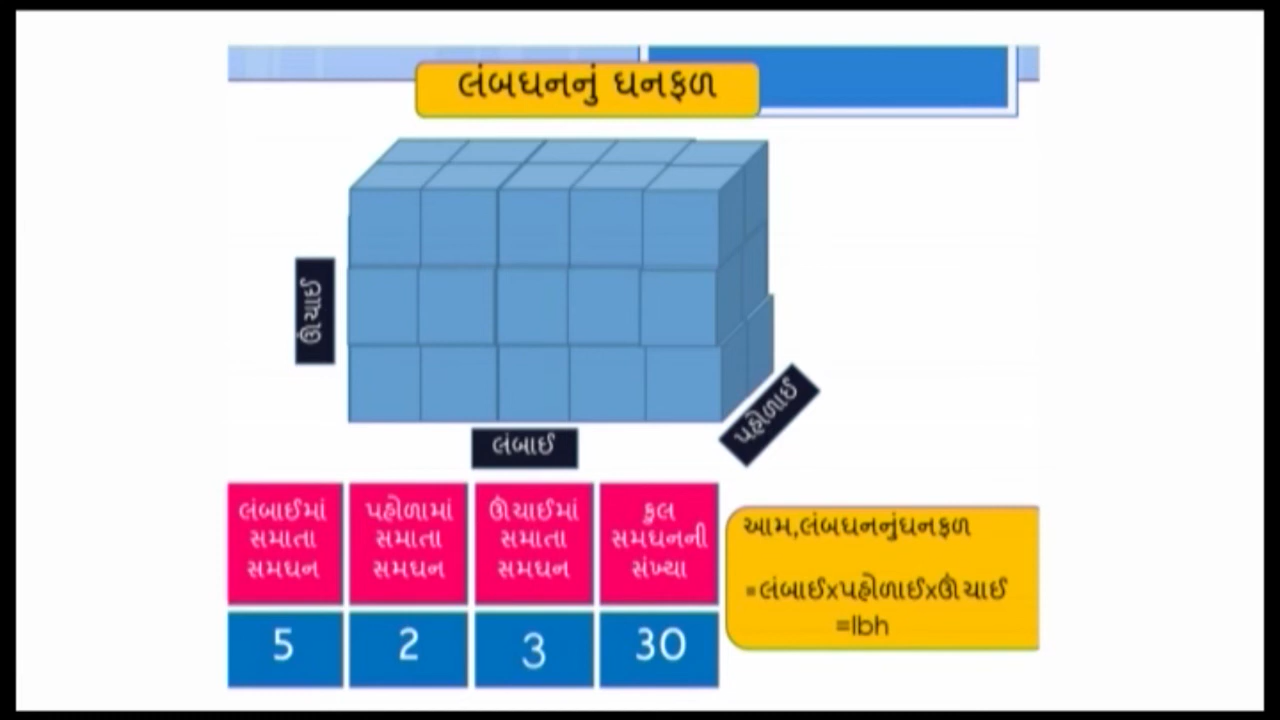 લંબઘનનું ઘનફળ
ઊંચાઈ
લંબાઈ
પહોળાઈ
લંબાઈમાં
સમાતા
સમઘન
પહોળામાં
સમાતા
સમઘન
ઊંચાઈમાં
સમાતા
સમઘન
કુલ
સમઘનની
સંખ્યા
5
2
3
30
આમ,લંબઘનનુંઘનફળ
=લંબાઈxપહોળાઈxઊંચાઈ
=lbh